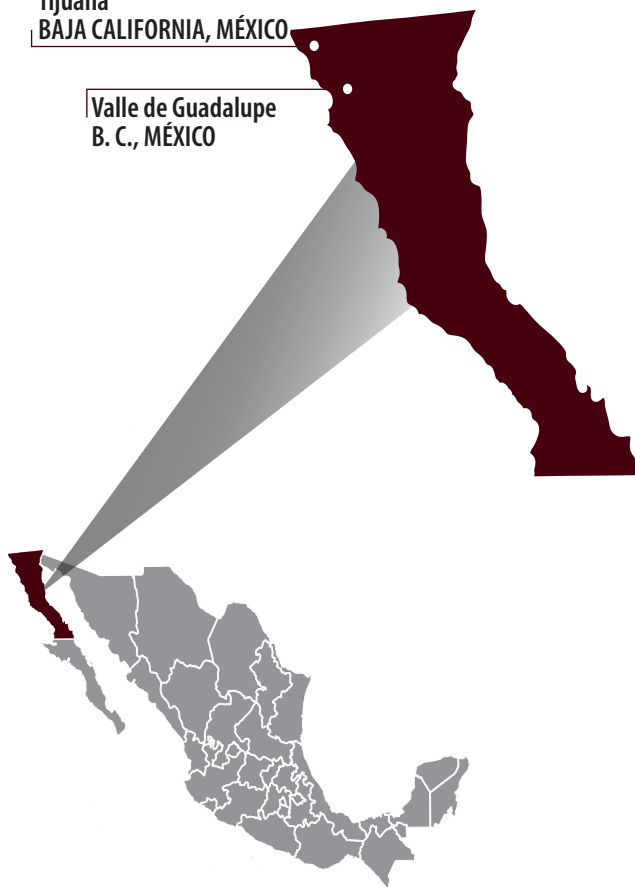 Tijuana
BAJA CALIFORNIA, MÉXICO
Valle de Guadalupe
B. C., MÉXICO